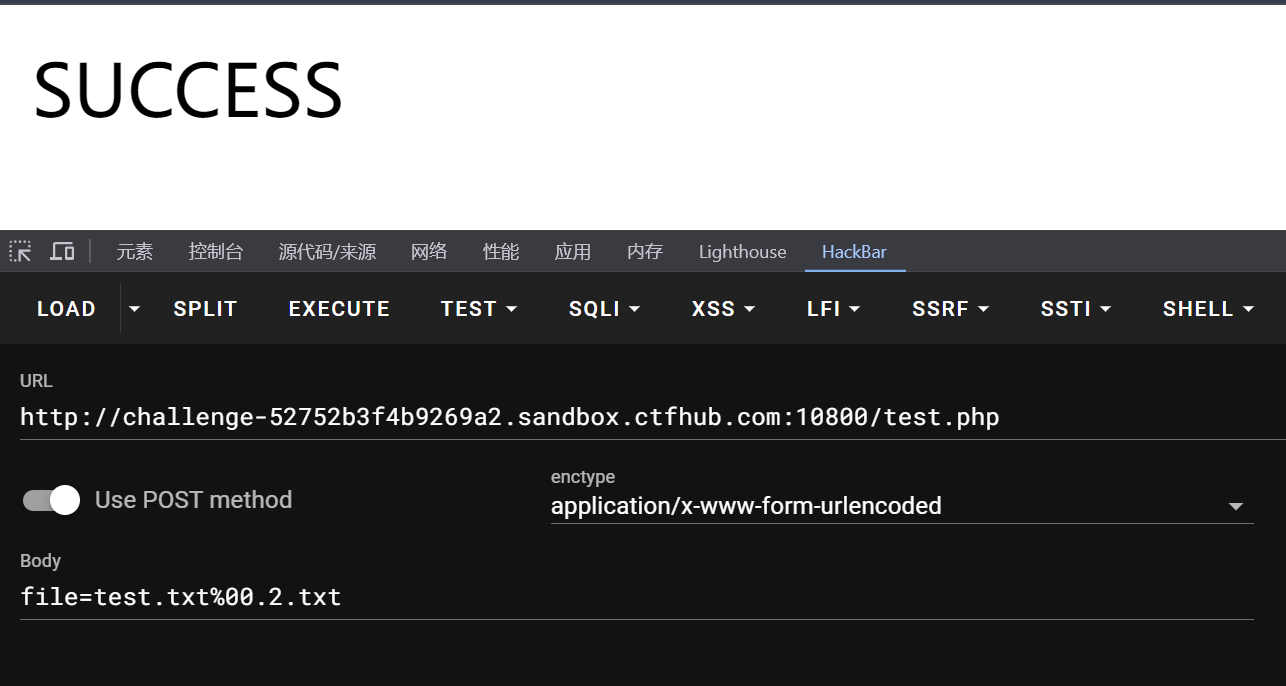 SUCCESS
元素 控制台 源代码/来源 网络 性能 应用 内存 Lighthouse HackBar
LOAD SPLIT EXECUTE TEST SQLI XSS LFI SSRF SSTI SHELL
URL
http://challenge-52752b3f4b9269a2.sandbox.ctfhub.com:10800/test.php
enctype
Use POST method application/x-www-form-urlencoded
Body
file=test.txt%00.2.txt